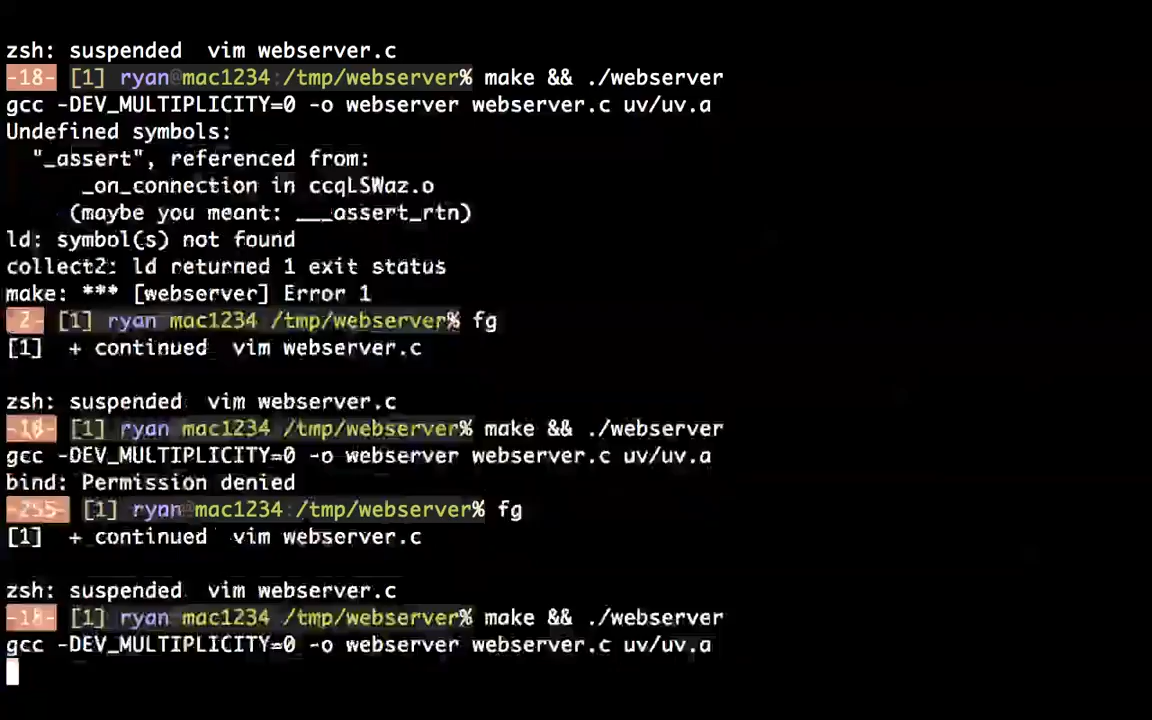 zsh: suspended  vim webserver.c
-18- [1] ryan@mac1234:/tmp/webserver% make && ./webserver
gcc -DEV_MULTIPLICITY=0 -o webserver webserver.c uv/uv.a
Undefined symbols:
  "_assert", referenced from:
      _on_connection in ccqLSWaz.o
     (maybe you meant: ___assert_rtn)
ld: symbol(s) not found
collect2: ld returned 1 exit status
make: *** [webserver] Error 1
-2- [1] ryan mac1234 /tmp/webserver% fg
[1]  + continued  vim webserver.c
zsh: suspended  vim webserver.c
-18- [1] ryan mac1234 /tmp/webserver% make && ./webserver
gcc -DEV_MULTIPLICITY=0 -o webserver webserver.c uv/uv.a
bind: Permission denied
-255- [1] ryan@mac1234:/tmp/webserver% fg
[1]  + continued  vim webserver.c
zsh: suspended  vim webserver.c
-18- [1] ryan mac1234 /tmp/webserver% make && ./webserver
gcc -DEV_MULTIPLICITY=0 -o webserver webserver.c uv/uv.a